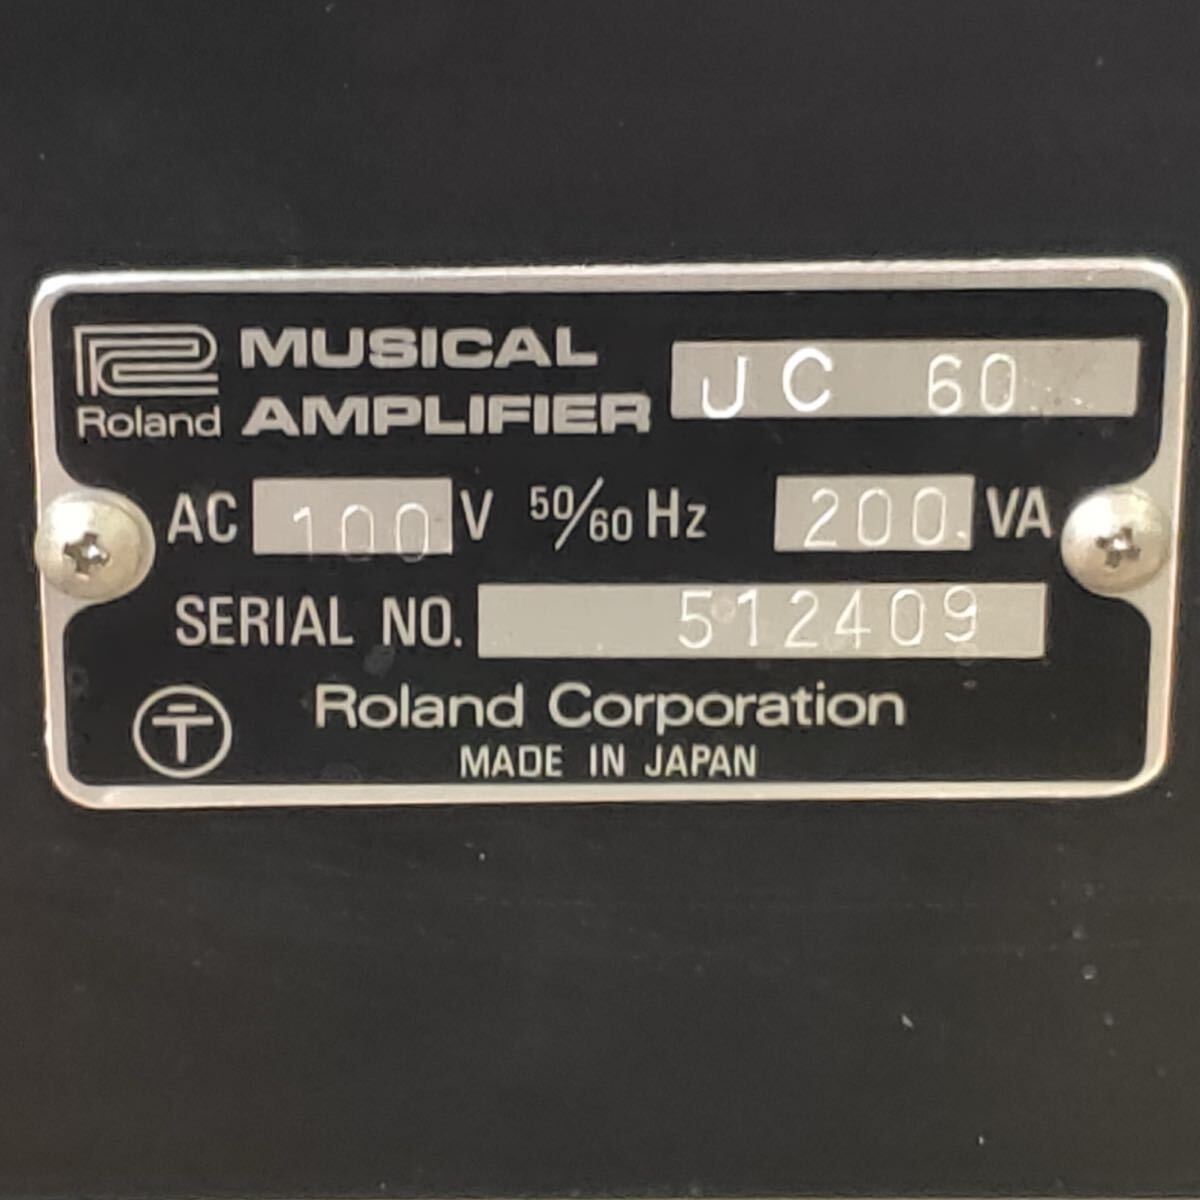 Roland MUSICAL AMPLIFIER JC 60
AC 100 V 50/60 Hz 200 VA
SERIAL NO. 512409
〒
Roland Corporation
MADE IN JAPAN